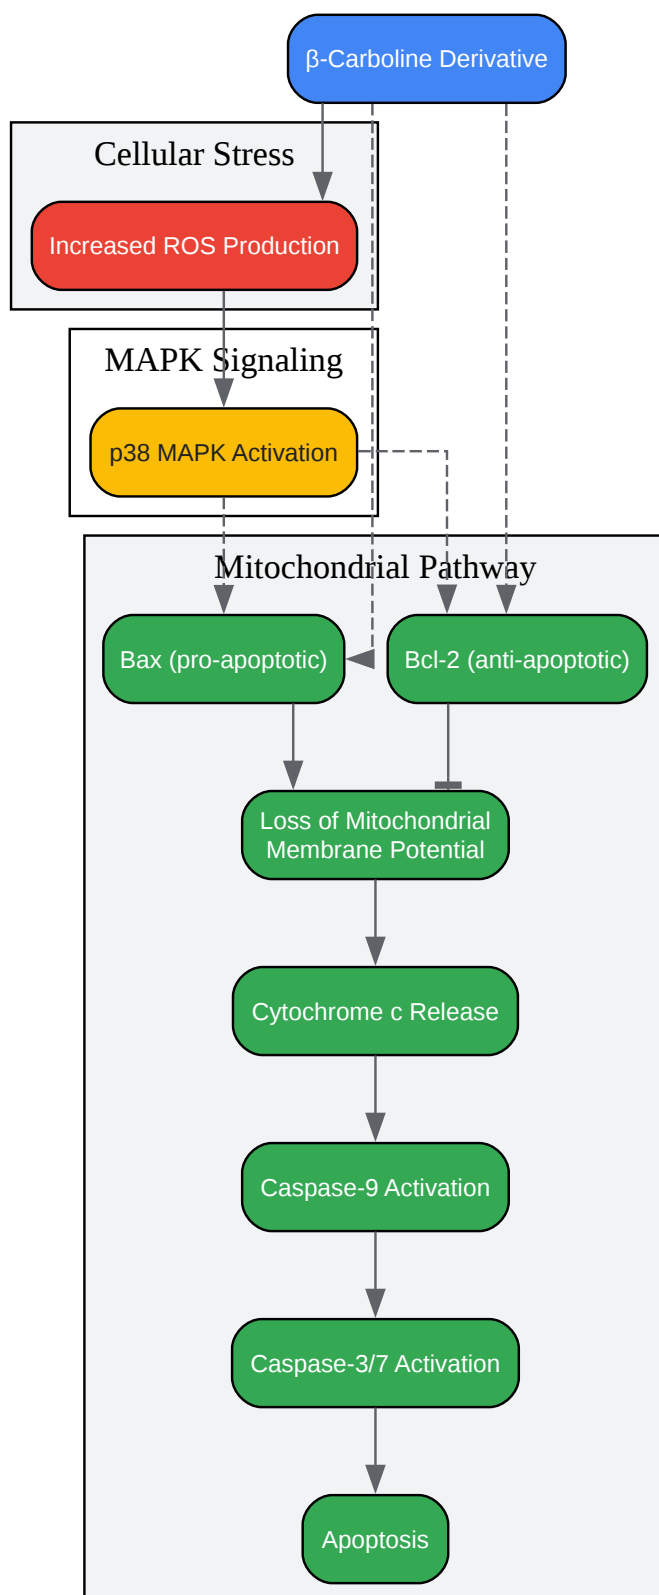 β-Carboline Derivative
Cellular Stress
Increased ROS Production
MAPK Signaling
p38 MAPK Activation
Mitochondrial Pathway
Bax (pro-apoptotic)
Bcl-2 (anti-apoptotic)
Loss of Mitochondrial
Membrane Potential
Cytochrome c Release
Caspase-9 Activation
Caspase-3/7 Activation
Apoptosis